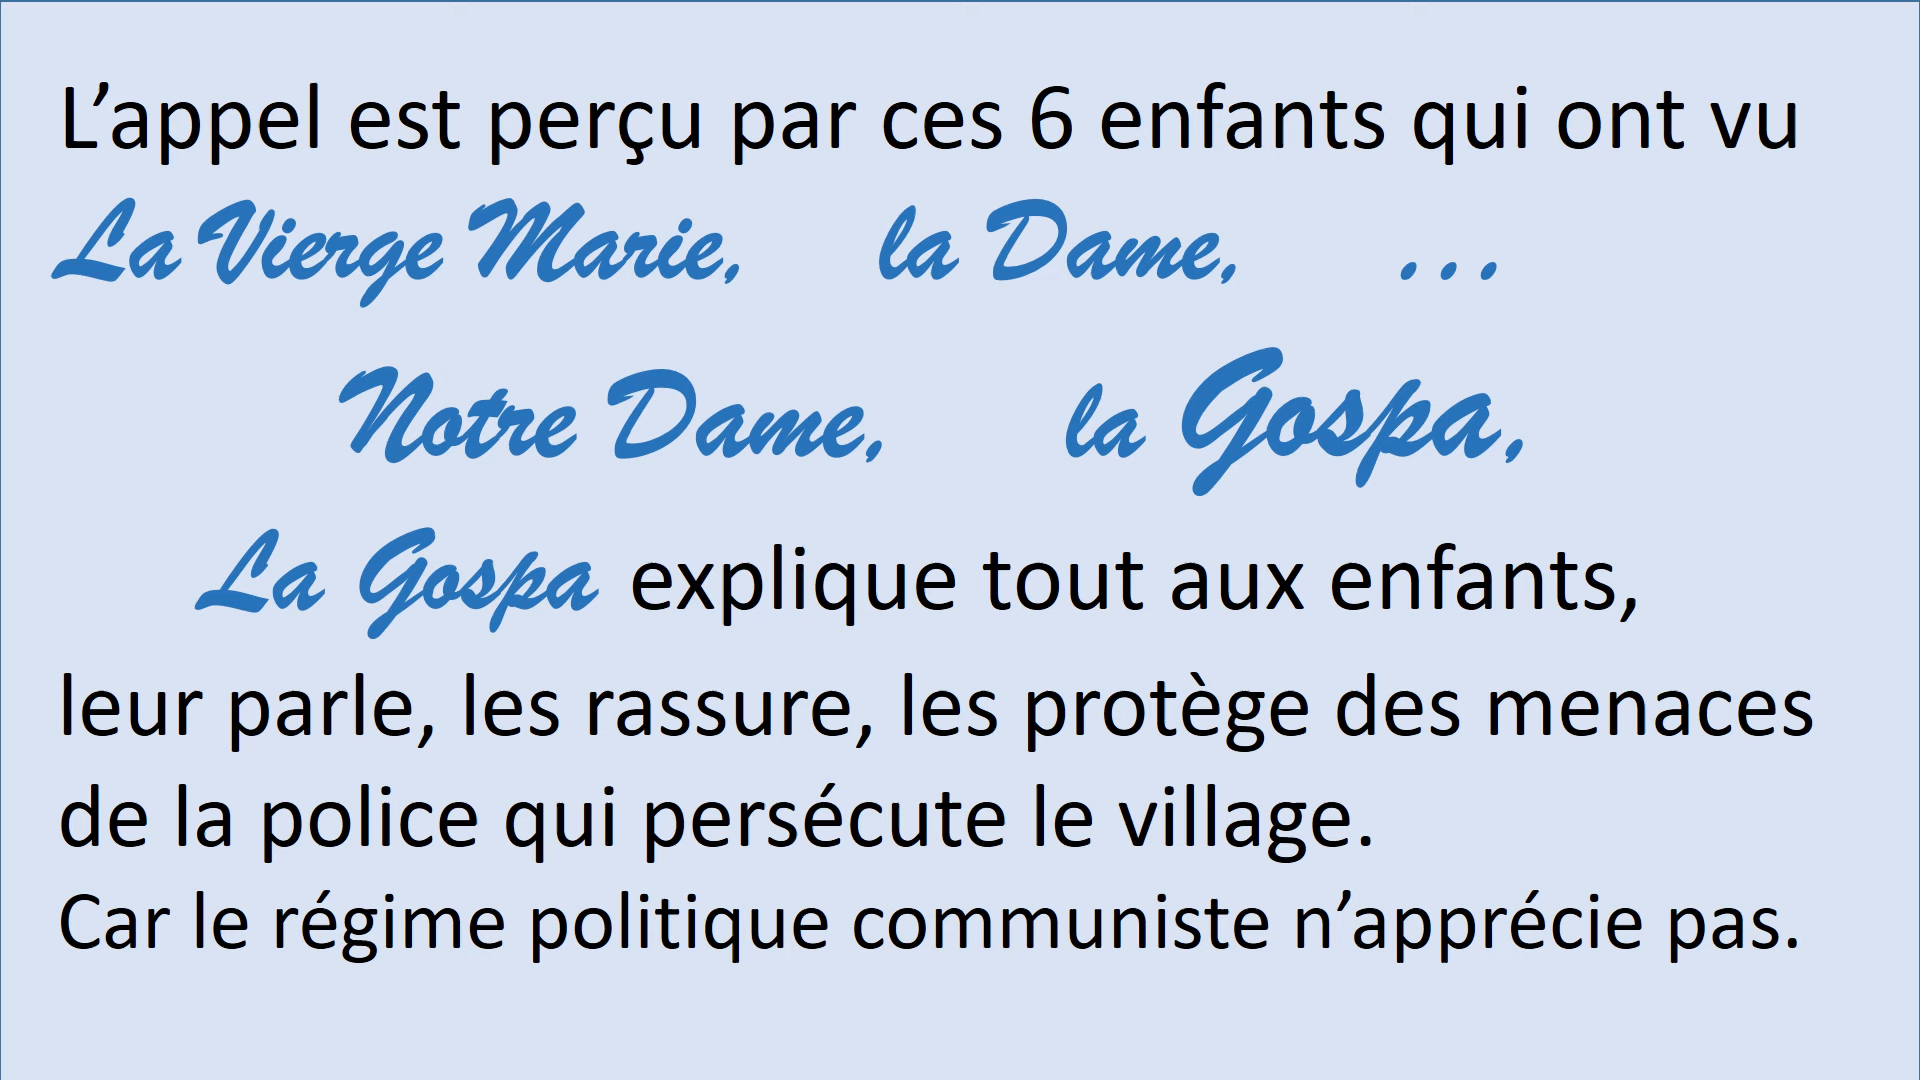 L’appel est perçu par ces 6 enfants qui ont vu
La Vierge Marie, la Dame, ...
Notre Dame, la Gospa,
La Gospa explique tout aux enfants,
leur parle, les rassure, les protège des menaces
de la police qui persécute le village.
Car le régime politique communiste n’apprécie pas.